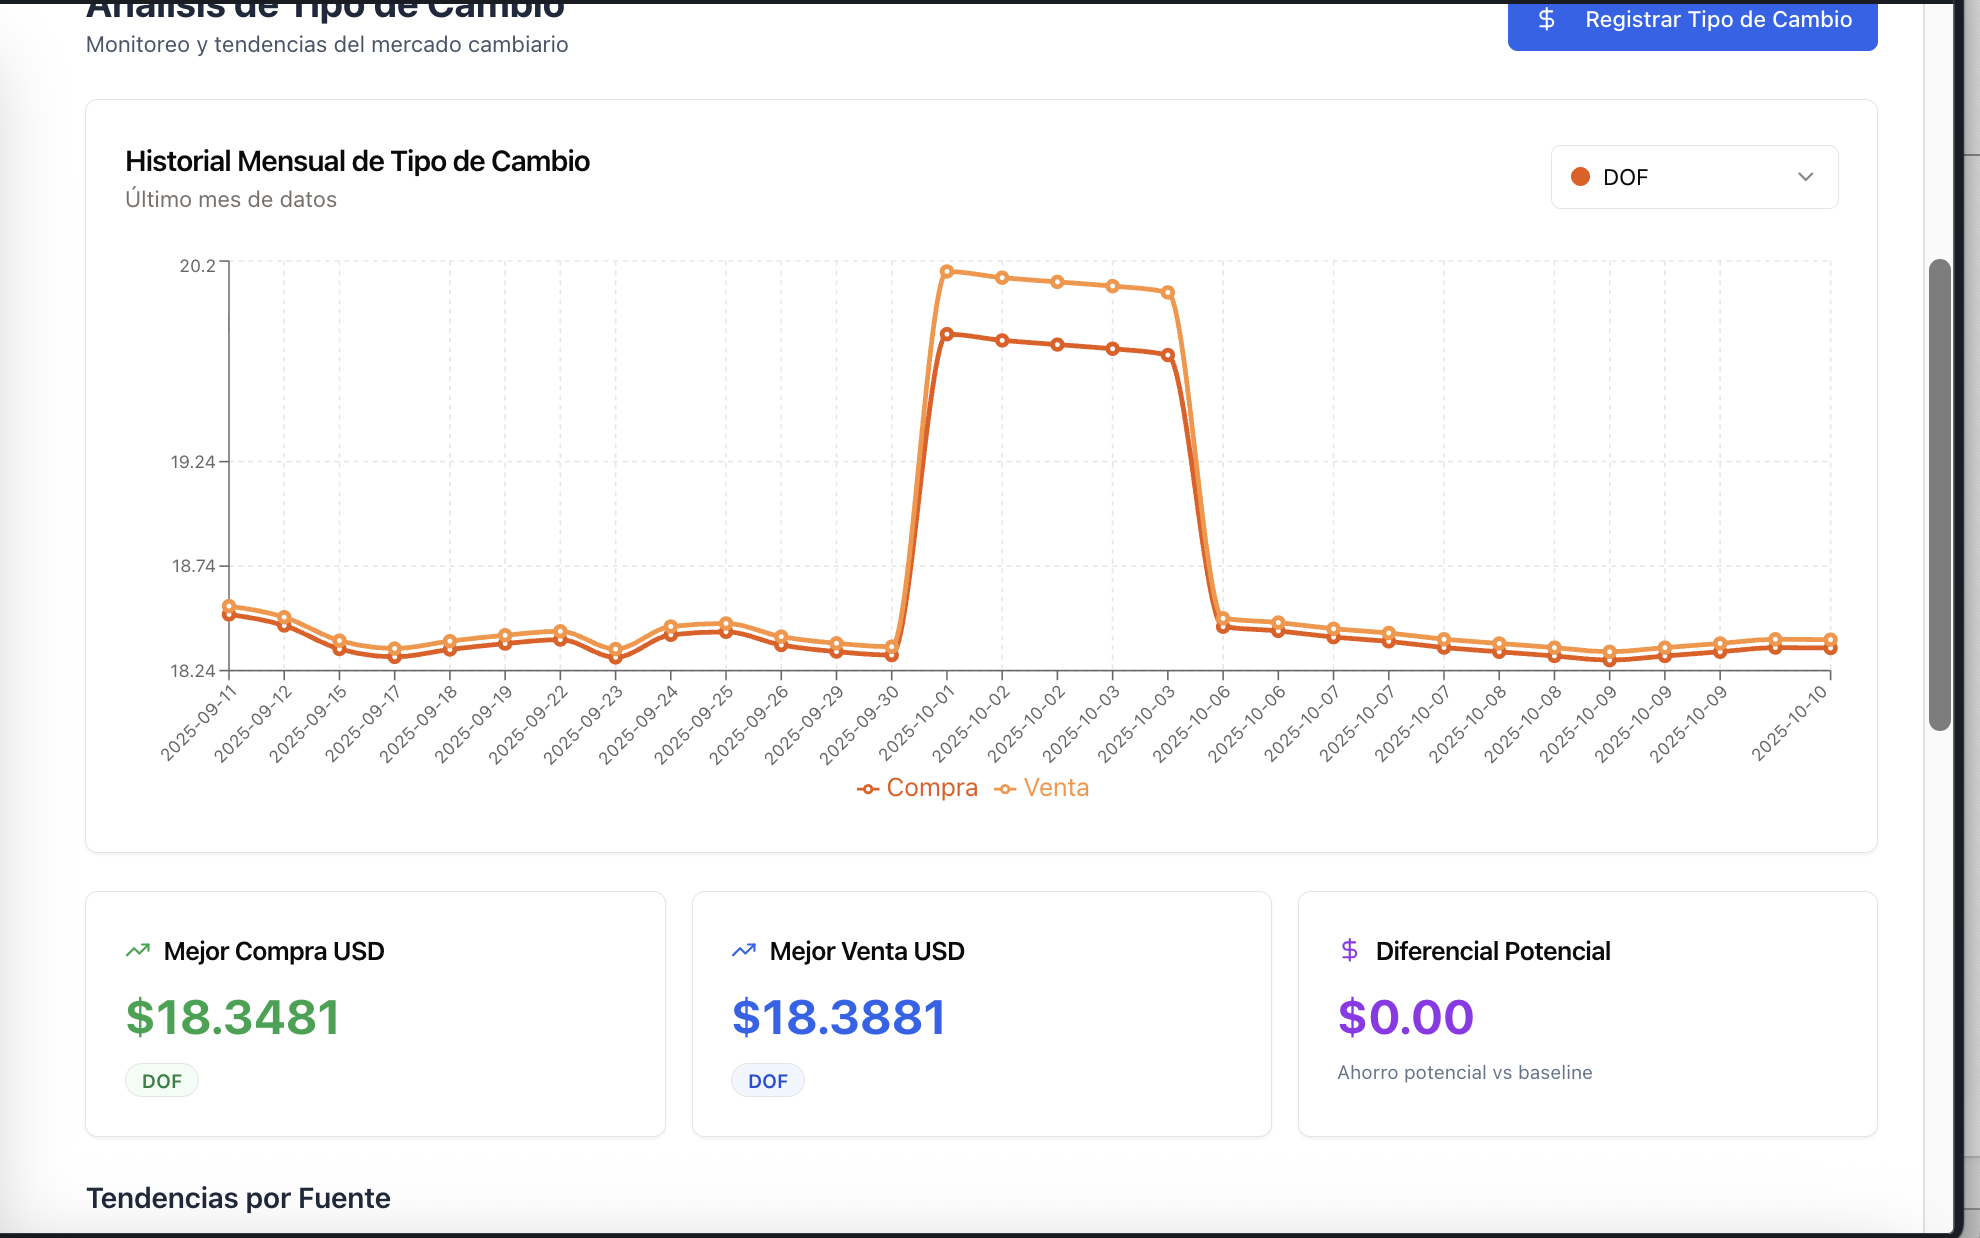 Análisis de Tipo de Cambio
Monitoreo y tendencias del mercado cambiario
Registrar Tipo de Cambio
Historial Mensual de Tipo de Cambio
Último mes de datos
DOF
20.2
19.24
18.74
18.24
2025-09-11
2025-09-12
2025-09-15
2025-09-17
2025-09-18
2025-09-19
2025-09-22
2025-09-23
2025-09-24
2025-09-25
2025-09-26
2025-09-29
2025-09-30
2025-10-01
2025-10-02
2025-10-02
2025-10-03
2025-10-03
2025-10-06
2025-10-06
2025-10-07
2025-10-07
2025-10-07
2025-10-08
2025-10-08
2025-10-09
2025-10-09
2025-10-09
2025-10-10
Compra
Venta
Mejor Compra USD
$18.3481
DOF
Mejor Venta USD
$18.3881
DOF
$ Diferencial Potencial
$0.00
Ahorro potencial vs baseline
Tendencias por Fuente